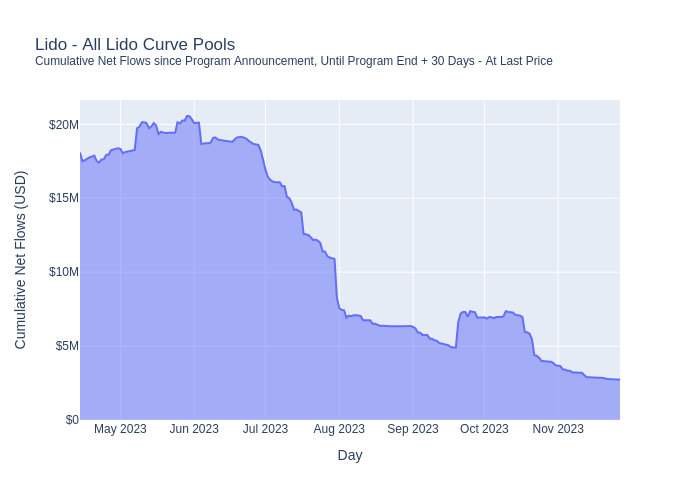 Lido - All Lido Curve Pools
Cumulative Net Flows since Program Announcement, Until Program End + 30 Days - At Last Price
Cumulative Net Flows (USD)
$20M
$15M
$10M
$5M
$0
May 2023 Jun 2023 Jul 2023 Aug 2023 Sep 2023 Oct 2023 Nov 2023
Day